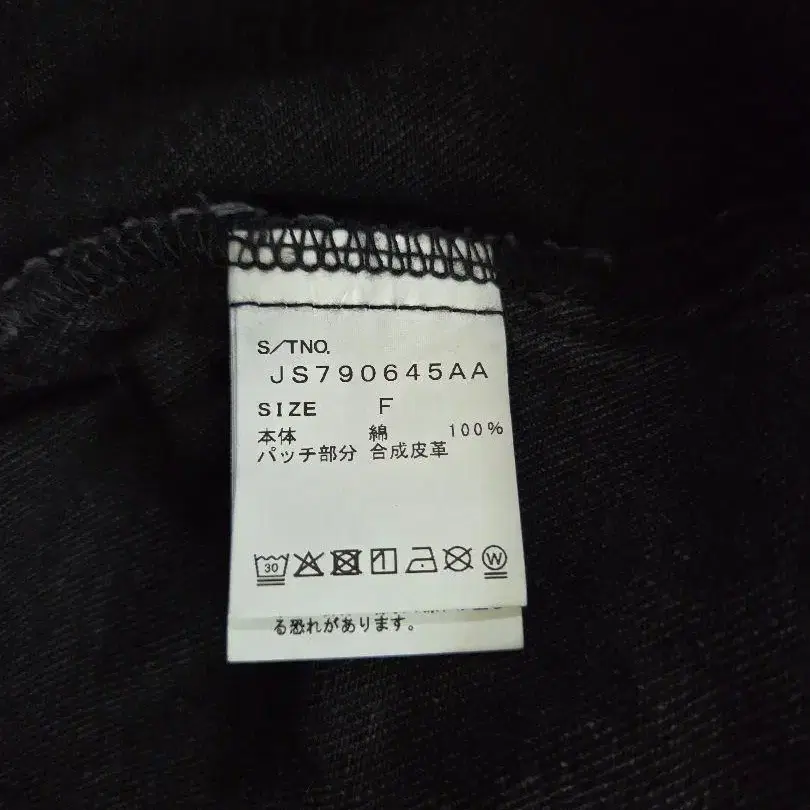 S/TNO.
JS790645AA
SIZE F
本体 綿 100%
パッチ部分 合成皮革
30 W
る恐れがあります。